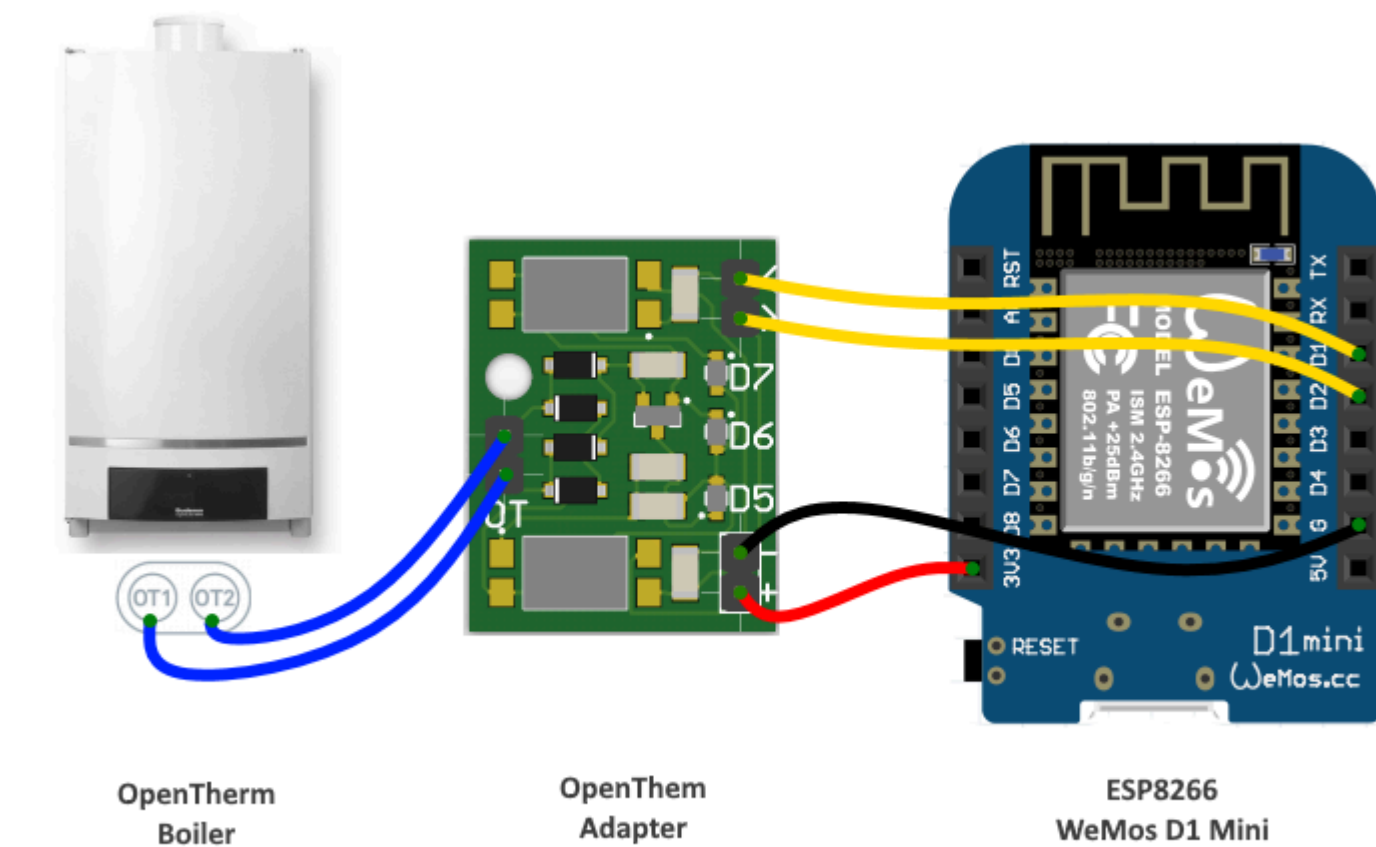 OT1
OT2
OpenTherm
Boiler
D7
D6
D5
OT
-
+
OpenThem
Adapter
RST
A
D5
D6
D7
D8
3V3
TX
RX
D1
D2
D3
D4
G
5V
WeMos
MODEL ESP-8266
ISM 2.4GHz
PA +25dBm
802.11b/g/n
RESET
D1mini
WeMos.cc
ESP8266
WeMos D1 Mini